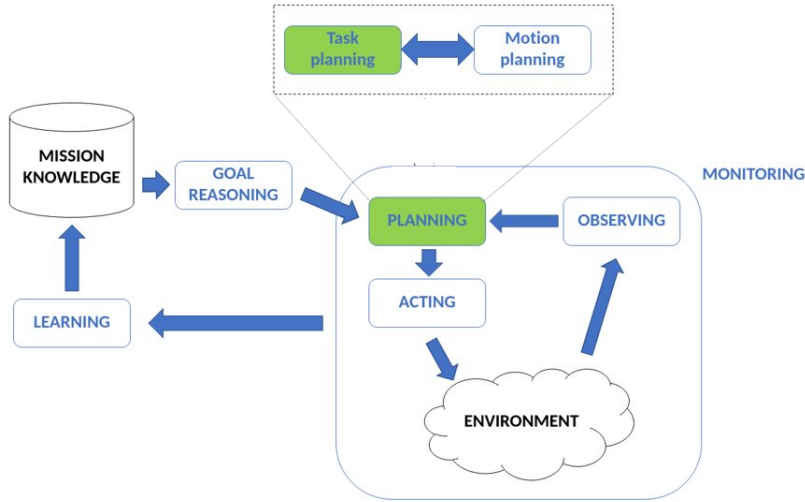 Task
planning
Motion
planning
MISSION
KNOWLEDGE
GOAL
REASONING
MONITORING
PLANNING
OBSERVING
ACTING
LEARNING
ENVIRONMENT